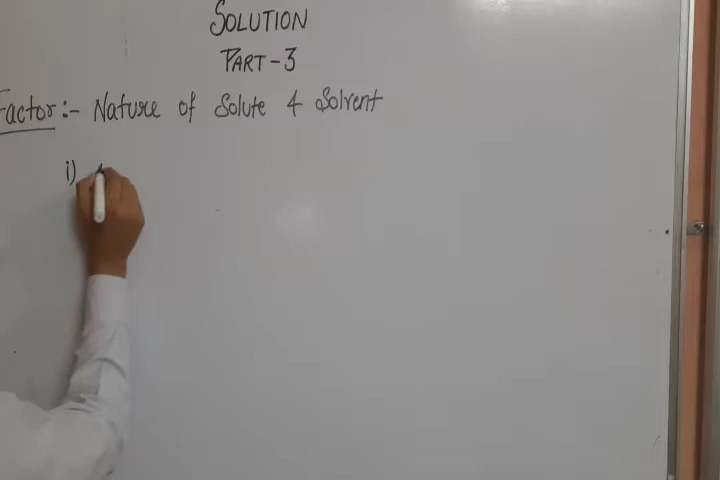 SOLUTION
PART-3
Factor:- Nature of Solute & Solvent
i)